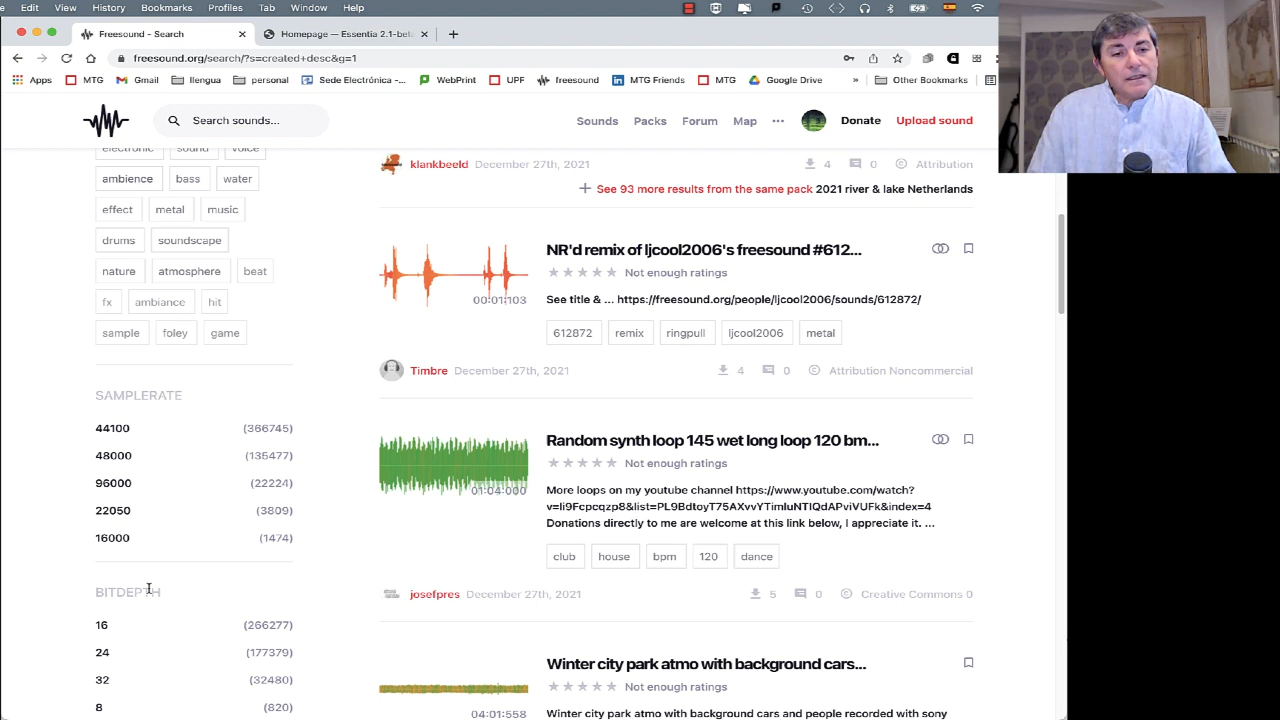 Edit View History Bookmarks Profiles Tab Window Help
Freesound - Search
Homepage — Essentia 2.1-beta
freesound.org/search/?s=created+desc&g=1
Apps MTG Gmail llengua personal Sede Electrónica -... WebPrint UPF freesound MTG Friends MTG Google Drive » Other Bookmarks
Search sounds...
Sounds Packs Forum Map ••• Donate Upload sound
electronic sound voice
ambience bass water
effect metal music
drums soundscape
nature atmosphere beat
fx ambiance hit
sample foley game
SAMPLERATE
44100 (366745)
48000 (135477)
96000 (22224)
22050 (3809)
16000 (1474)
BITDEPTH
16 (266277)
24 (177379)
32 (32480)
8 (820)
klankbeeld December 27th, 2021 4 0 Attribution
See 93 more results from the same pack 2021 river & lake Netherlands
NR'd remix of ljcool2006's freesound #612...
Not enough ratings
00:01:103
See title & ... https://freesound.org/people/ljcool2006/sounds/612872/
612872 remix ringpull ljcool2006 metal
Timbre December 27th, 2021 4 0 Attribution Noncommercial
Random synth loop 145 wet long loop 120 bm...
Not enough ratings
01:04:000
More loops on my youtube channel https://www.youtube.com/watch?
v=li9Fcpcqzp8&list=PL9BdtoyT75AXvvYTimluNTIQdAPviVUFk&index=4
Donations directly to me are welcome at this link below, I appreciate it. ...
club house bpm 120 dance
josefpres December 27th, 2021 5 0 Creative Commons 0
Winter city park atmo with background cars...
Not enough ratings
04:01:558
Winter city park atmo with background cars and people recorded with sony